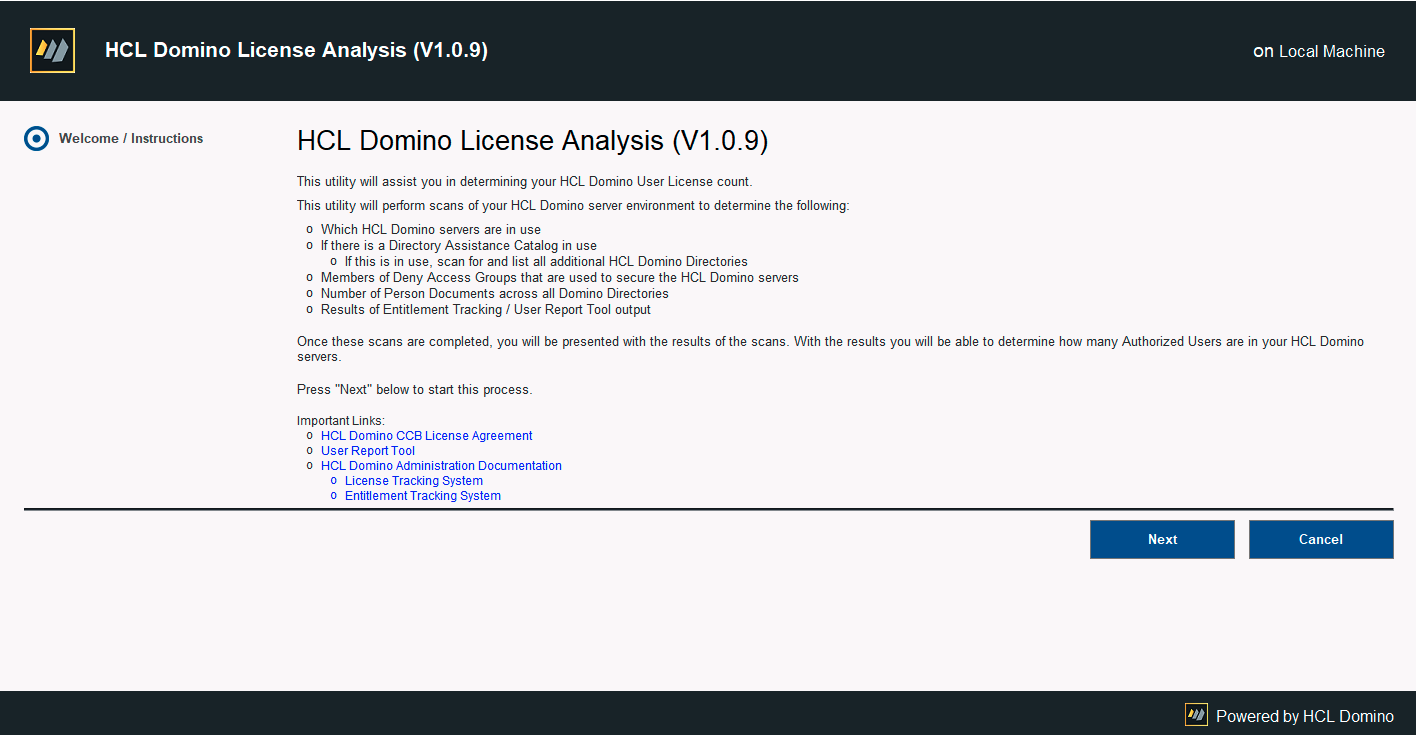 HCL Domino License Analysis (V1.0.9)
on Local Machine
Welcome / Instructions
HCL Domino License Analysis (V1.0.9)
This utility will assist you in determining your HCL Domino User License count.
This utility will perform scans of your HCL Domino server environment to determine the following:
o Which HCL Domino servers are in use
o If there is a Directory Assistance Catalog in use
o If this is in use, scan for and list all additional HCL Domino Directories
o Members of Deny Access Groups that are used to secure the HCL Domino servers
o Number of Person Documents across all Domino Directories
o Results of Entitlement Tracking / User Report Tool output
Once these scans are completed, you will be presented with the results of the scans. With the results you will be able to determine how many Authorized Users are in your HCL Domino
servers.
Press "Next" below to start this process.
Important Links:
o HCL Domino CCB License Agreement
o User Report Tool
o HCL Domino Administration Documentation
o License Tracking System
o Entitlement Tracking System
Next
Cancel
Powered by HCL Domino